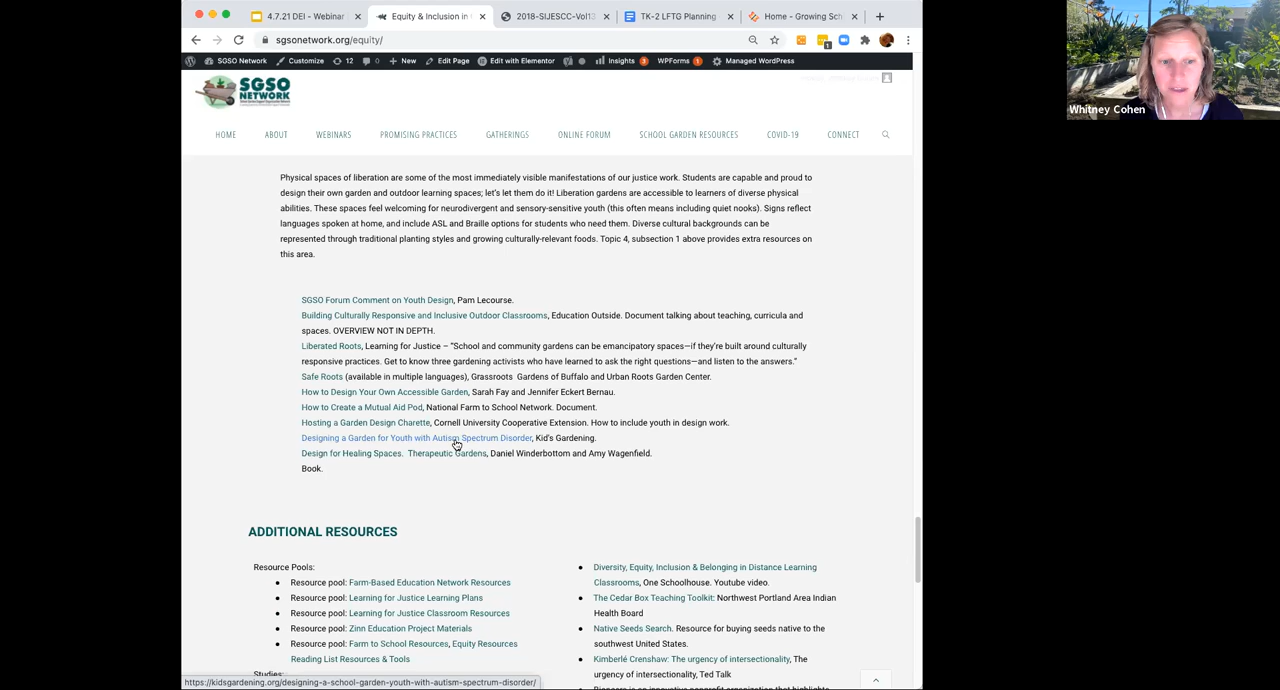 4.7.21 DEI - Webinar
Equity & Inclusion in
2018-SIJESCC-Vol1
TK-2 LFTG Planning
Home - Growing Sch
sgsonetwork.org/equity/
SGSO Network
Customize
12
0
New
Edit Page
Edit with Elementor
Insights
3
WPForms
1
Managed WordPress
SGSO
NETWORK
HOME
ABOUT
WEBINARS
PROMISING PRACTICES
GATHERINGS
ONLINE FORUM
SCHOOL GARDEN RESOURCES
COVID-19
CONNECT
Whitney Cohen
Physical spaces of liberation are some of the most immediately visible manifestations of our justice work. Students are capable and proud to
design their own garden and outdoor learning spaces; let's let them do it! Liberation gardens are accessible to learners of diverse physical
abilities. These spaces feel welcoming for neurodivergent and sensory-sensitive youth (this often means including quiet nooks). Signs reflect
languages spoken at home, and include ASL and Braille options for students who need them. Diverse cultural backgrounds can be
represented through traditional planting styles and growing culturally-relevant foods. Topic 4, subsection 1 above provides extra resources on
this area.
SGSO Forum Comment on Youth Design, Pam Lecourse.
Building Culturally Responsive and Inclusive Outdoor Classrooms, Education Outside. Document talking about teaching, curricula and
spaces. OVERVIEW NOT IN DEPTH.
Liberated Roots, Learning for Justice – "School and community gardens can be emancipatory spaces—if they're built around culturally
responsive practices. Get to know three gardening activists who have learned to ask the right questions—and listen to the answers."
Safe Roots (available in multiple languages), Grassroots Gardens of Buffalo and Urban Roots Garden Center.
How to Design Your Own Accessible Garden, Sarah Fay and Jennifer Eckert Bernau.
How to Create a Mutual Aid Pod, National Farm to School Network. Document.
Hosting a Garden Design Charette, Cornell University Cooperative Extension. How to include youth in design work.
Designing a Garden for Youth with Autism Spectrum Disorder, Kid's Gardening.
Design for Healing Spaces. Therapeutic Gardens, Daniel Winderbottom and Amy Wagenfield.
Book.
ADDITIONAL RESOURCES
Resource Pools:
Resource pool: Farm-Based Education Network Resources
Resource pool: Learning for Justice Learning Plans
Resource pool: Learning for Justice Classroom Resources
Resource pool: Zinn Education Project Materials
Resource pool: Farm to School Resources, Equity Resources
Reading List Resources & Tools
Studies:
Diversity, Equity, Inclusion & Belonging in Distance Learning
Classrooms, One Schoolhouse. Youtube video.
The Cedar Box Teaching Toolkit: Northwest Portland Area Indian
Health Board
Native Seeds Search. Resource for buying seeds native to the
southwest United States.
Kimberlé Crenshaw: The urgency of intersectionality, The
urgency of intersectionality, Ted Talk
Pioneers is an innovative nonprofit organization that highlights
https://kidsgardening.org/designing-a-school-garden-youth-with-autism-spectrum-disorder/